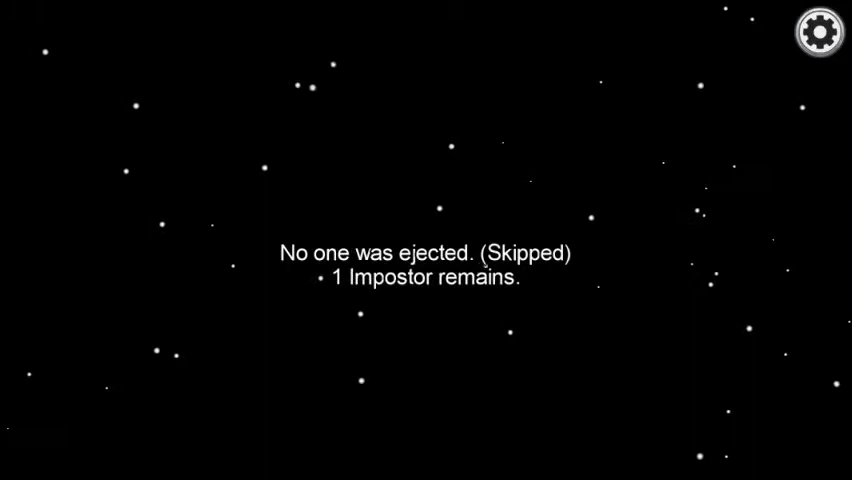 No one was ejected. (Skipped)
1 Impostor remains.